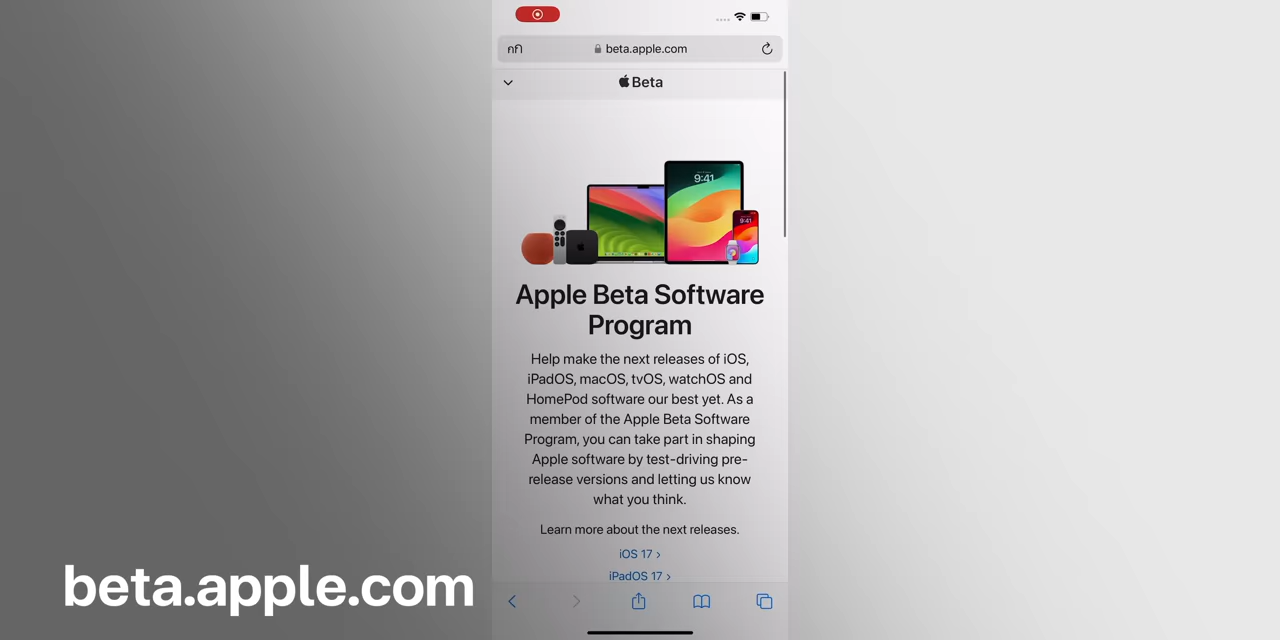 beta.apple.com
Beta
9:41
9:41
Apple Beta Software
Program
Help make the next releases of iOS,
iPadOS, macOS, tvOS, watchOS and
HomePod software our best yet. As a
member of the Apple Beta Software
Program, you can take part in shaping
Apple software by test-driving pre-
release versions and letting us know
what you think.
Learn more about the next releases.
iOS 17 ›
iPadOS 17 ›
beta.apple.com